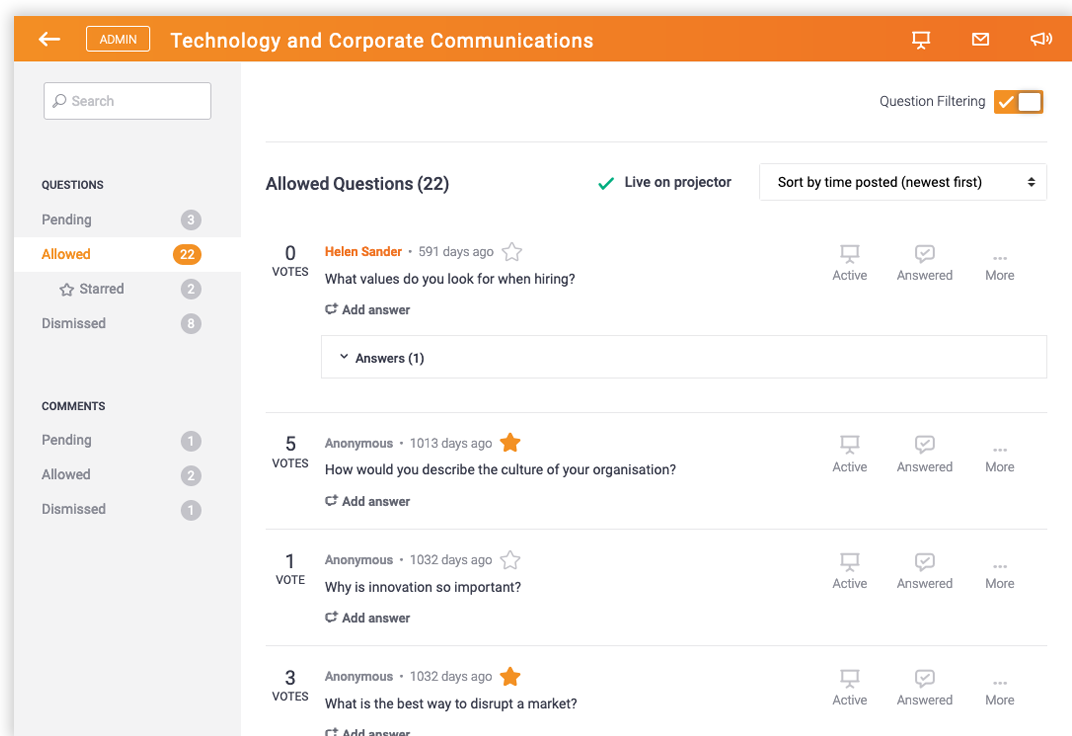 ADMIN
Technology and Corporate Communications
Search
Question Filtering
QUESTIONS
Pending 3
Allowed 22
Starred 2
Dismissed 8
COMMENTS
Pending 1
Allowed 2
Dismissed 1
Allowed Questions (22)
Live on projector
Sort by time posted (newest first)
0
VOTES
Helen Sander • 591 days ago
What values do you look for when hiring?
Add answer
Active
Answered
... More
Answers (1)
5
VOTES
Anonymous • 1013 days ago
How would you describe the culture of your organisation?
Add answer
Active
Answered
... More
1
VOTE
Anonymous • 1032 days ago
Why is innovation so important?
Add answer
Active
Answered
... More
3
VOTES
Anonymous • 1032 days ago
What is the best way to disrupt a market?
Add answer
Active
Answered
... More